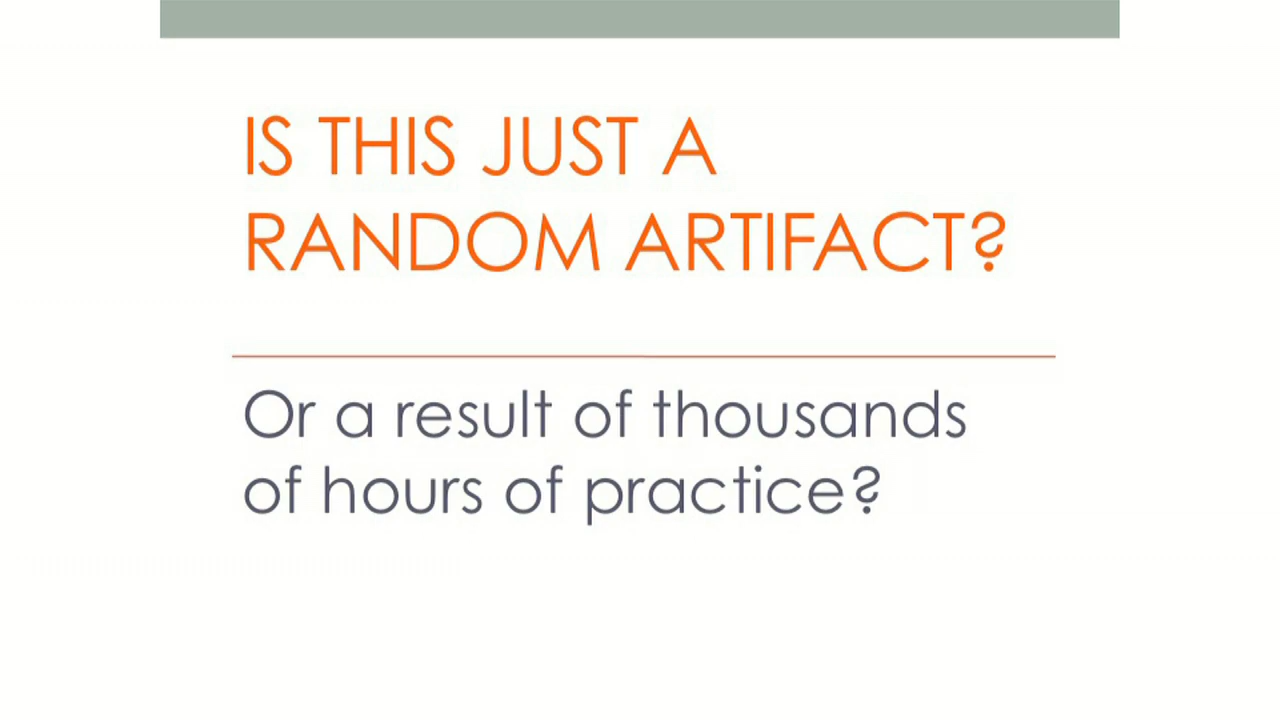 IS THIS JUST A
RANDOM ARTIFACT?
Or a result of thousands
of hours of practice?